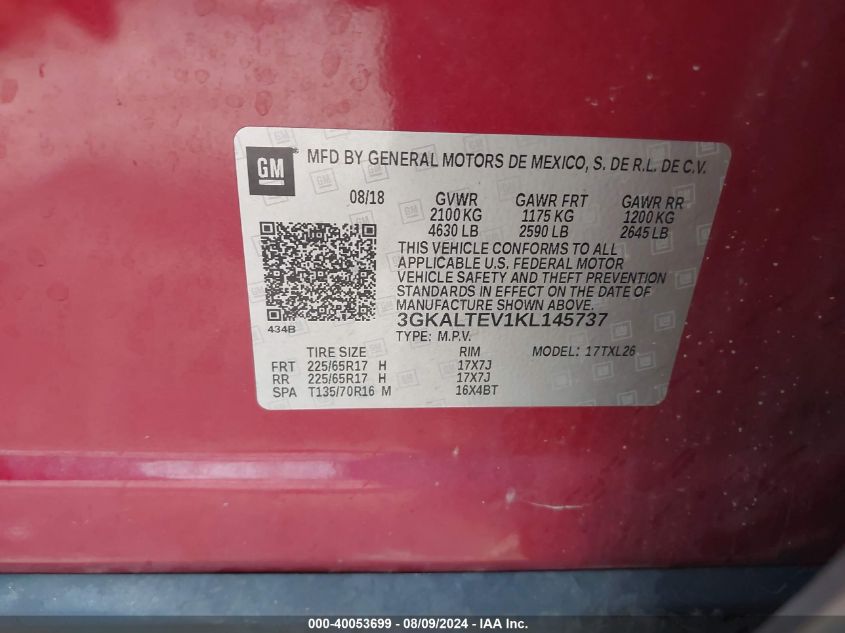 GM MFD BY GENERAL MOTORS DE MEXICO, S. DE R.L. DE C.V.
08/18 GVWR GAWR FRT GAWR RR
2100 KG 1175 KG 1200 KG
4630 LB 2590 LB 2645 LB
THIS VEHICLE CONFORMS TO ALL
APPLICABLE U.S. FEDERAL MOTOR
VEHICLE SAFETY AND THEFT PREVENTION
STANDARDS IN EFFECT ON THE DATE OF
MANUFACTURE SHOWN ABOVE.
434B 3GKALTEV1KL145737
TYPE: M.P.V.
TIRE SIZE RIM MODEL: 17TXL26
FRT 225/65R17 H 17X7J
RR 225/65R17 H 17X7J
SPA T135/70R16 M 16X4BT
000-40053699 - 08/09/2024 - IAA Inc.